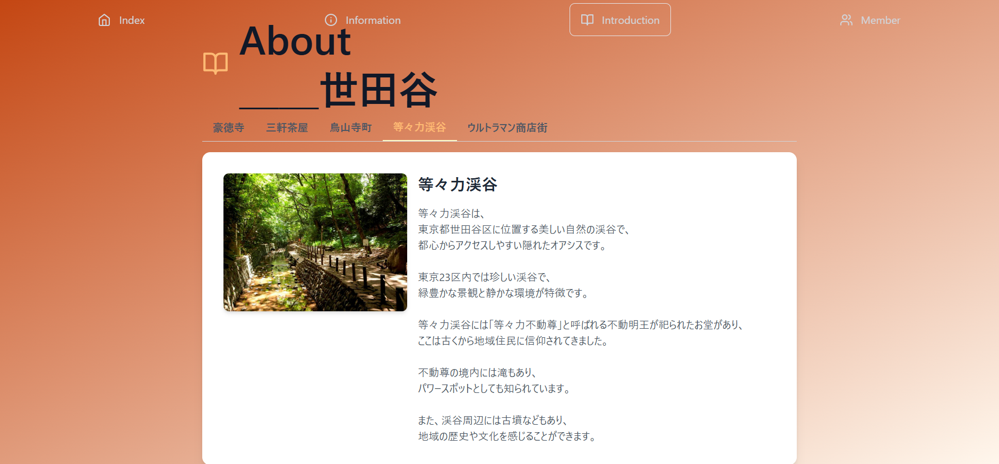 Index
Information
Introduction
Member
About
____世田谷
豪徳寺
三軒茶屋
烏山寺町
等々力渓谷
ウルトラマン商店街
等々力渓谷
等々力渓谷は、
東京都世田谷区に位置する美しい自然の渓谷で、
都心からアクセスしやすい隠れたオアシスです。
東京23区内では珍しい渓谷で、
緑豊かな景観と静かな環境が特徴です。
等々力渓谷には「等々力不動尊」と呼ばれる不動明王が祀られたお堂があり、
ここは古くから地域住民に信仰されてきました。
不動尊の境内には滝もあり、
パワースポットとしても知られています。
また、渓谷周辺には古墳などもあり、
地域の歴史や文化を感じることができます。